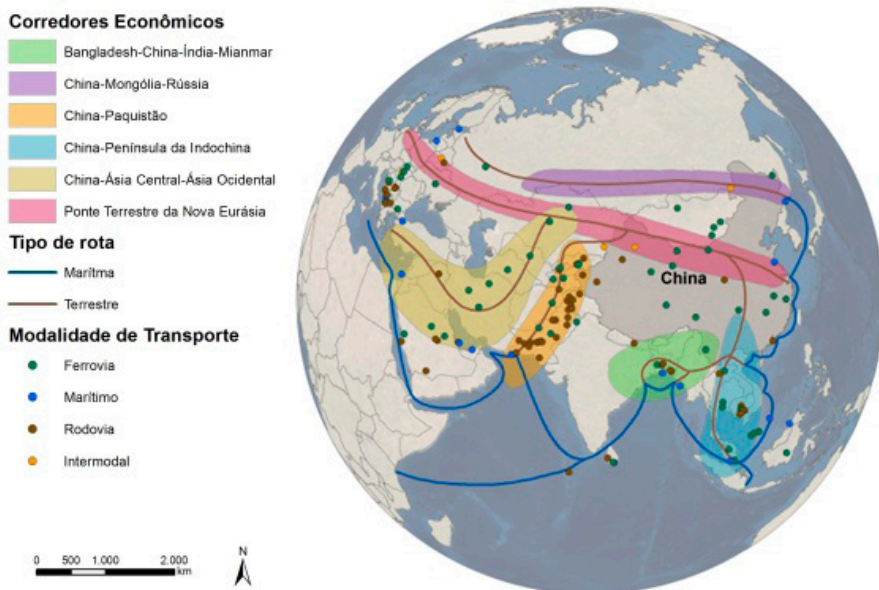 Corredores Econômicos
Bangladesh-China-Índia-Mianmar
China-Mongólia-Rússia
China-Paquistão
China-Península da Indochina
China-Ásia Central-Ásia Ocidental
Ponte Terrestre da Nova Eurásia
Tipo de rota
Marítma
Terrestre
Modalidade de Transporte
Ferrovia
Marítimo
Rodovia
Intermodal
0 500 1.000 2.000
km
N
China